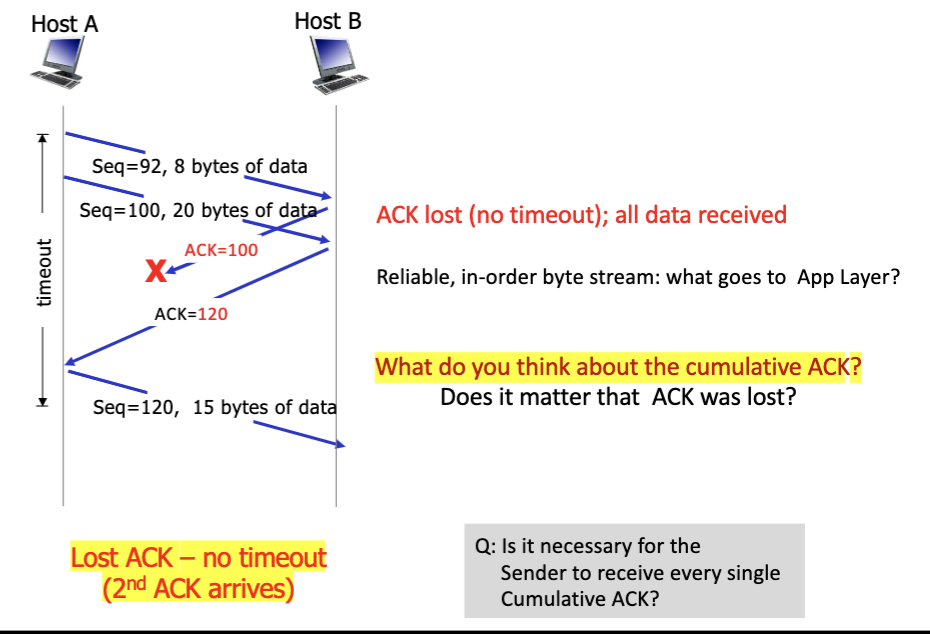 Host A
Host B
Seq=92, 8 bytes of data
Seq=100, 20 bytes of data
ACK=100
X
timeout
ACK=120
Seq=120, 15 bytes of data
ACK lost (no timeout); all data received
Reliable, in-order byte stream: what goes to App Layer?
What do you think about the cumulative ACK?
Does it matter that ACK was lost?
Lost ACK – no timeout
(2nd ACK arrives)
Q: Is it necessary for the
Sender to receive every single
Cumulative ACK?